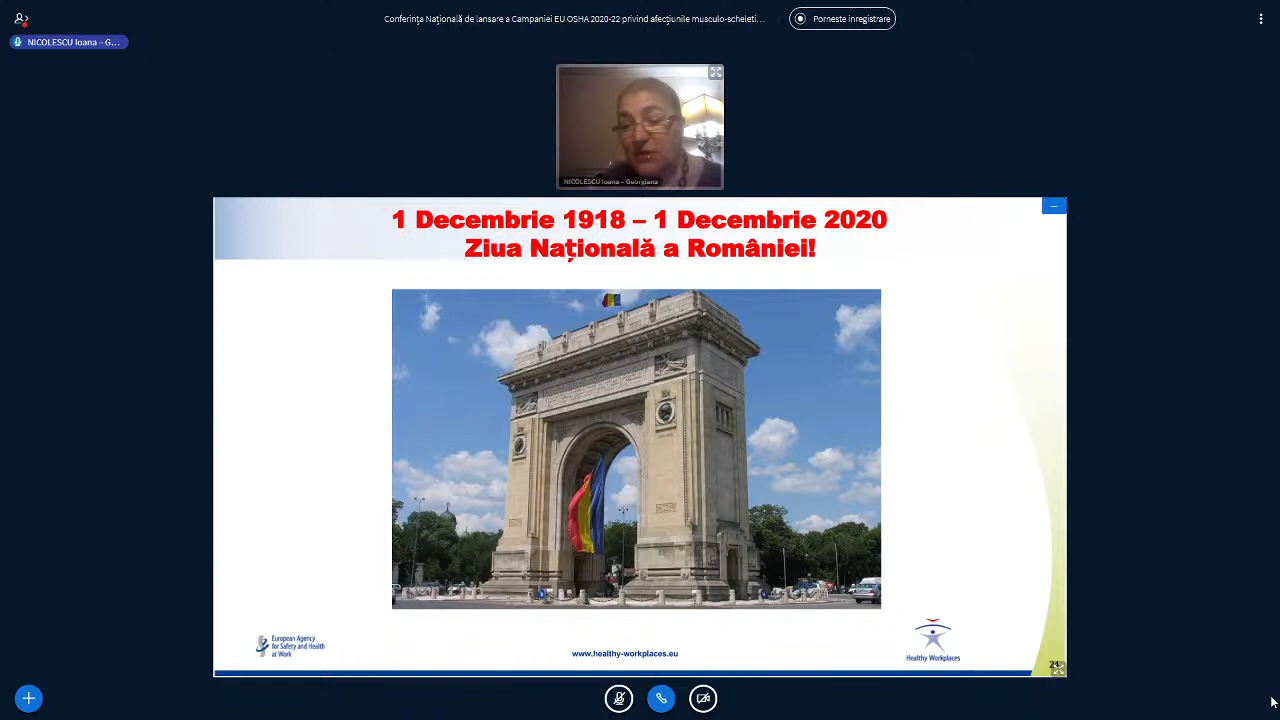 Conferința Națională de lansare a Campaniei EU OSHA 2020-22 privind afecțiunile musculo-scheleti...
Porneste inregistrare
NICOLESCU Ioana – G...
NICOLESCU Ioana – Georgiana
1 Decembrie 1918 – 1 Decembrie 2020
Ziua Națională a României!
European Agency
for Safety and Health
at Work
www.healthy-workplaces.eu
Healthy Workplaces
24